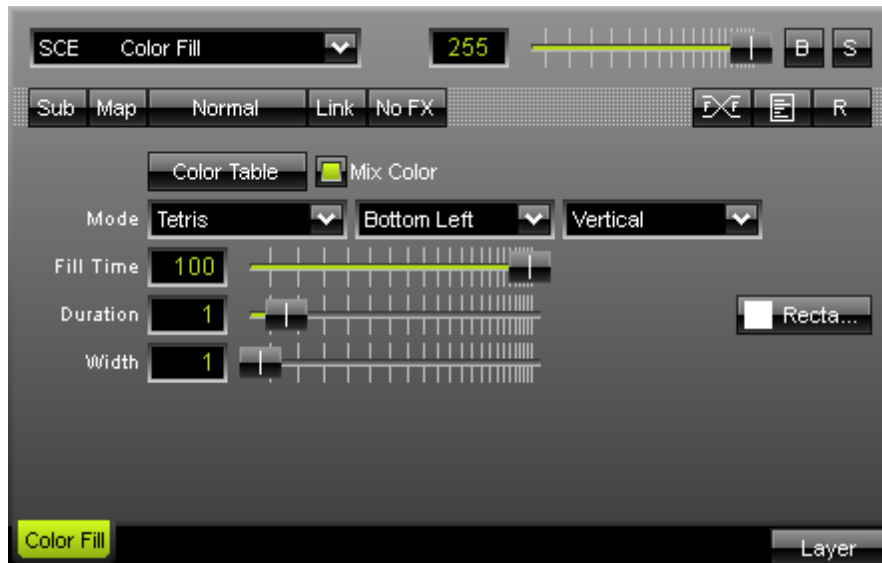 SCE Color Fill 255 B S
Sub Map Normal Link No FX R
Color Table Mix Color
Mode Tetris Bottom Left Vertical
Fill Time 100
Duration 1 Recta...
Width 1
Color Fill
Layer